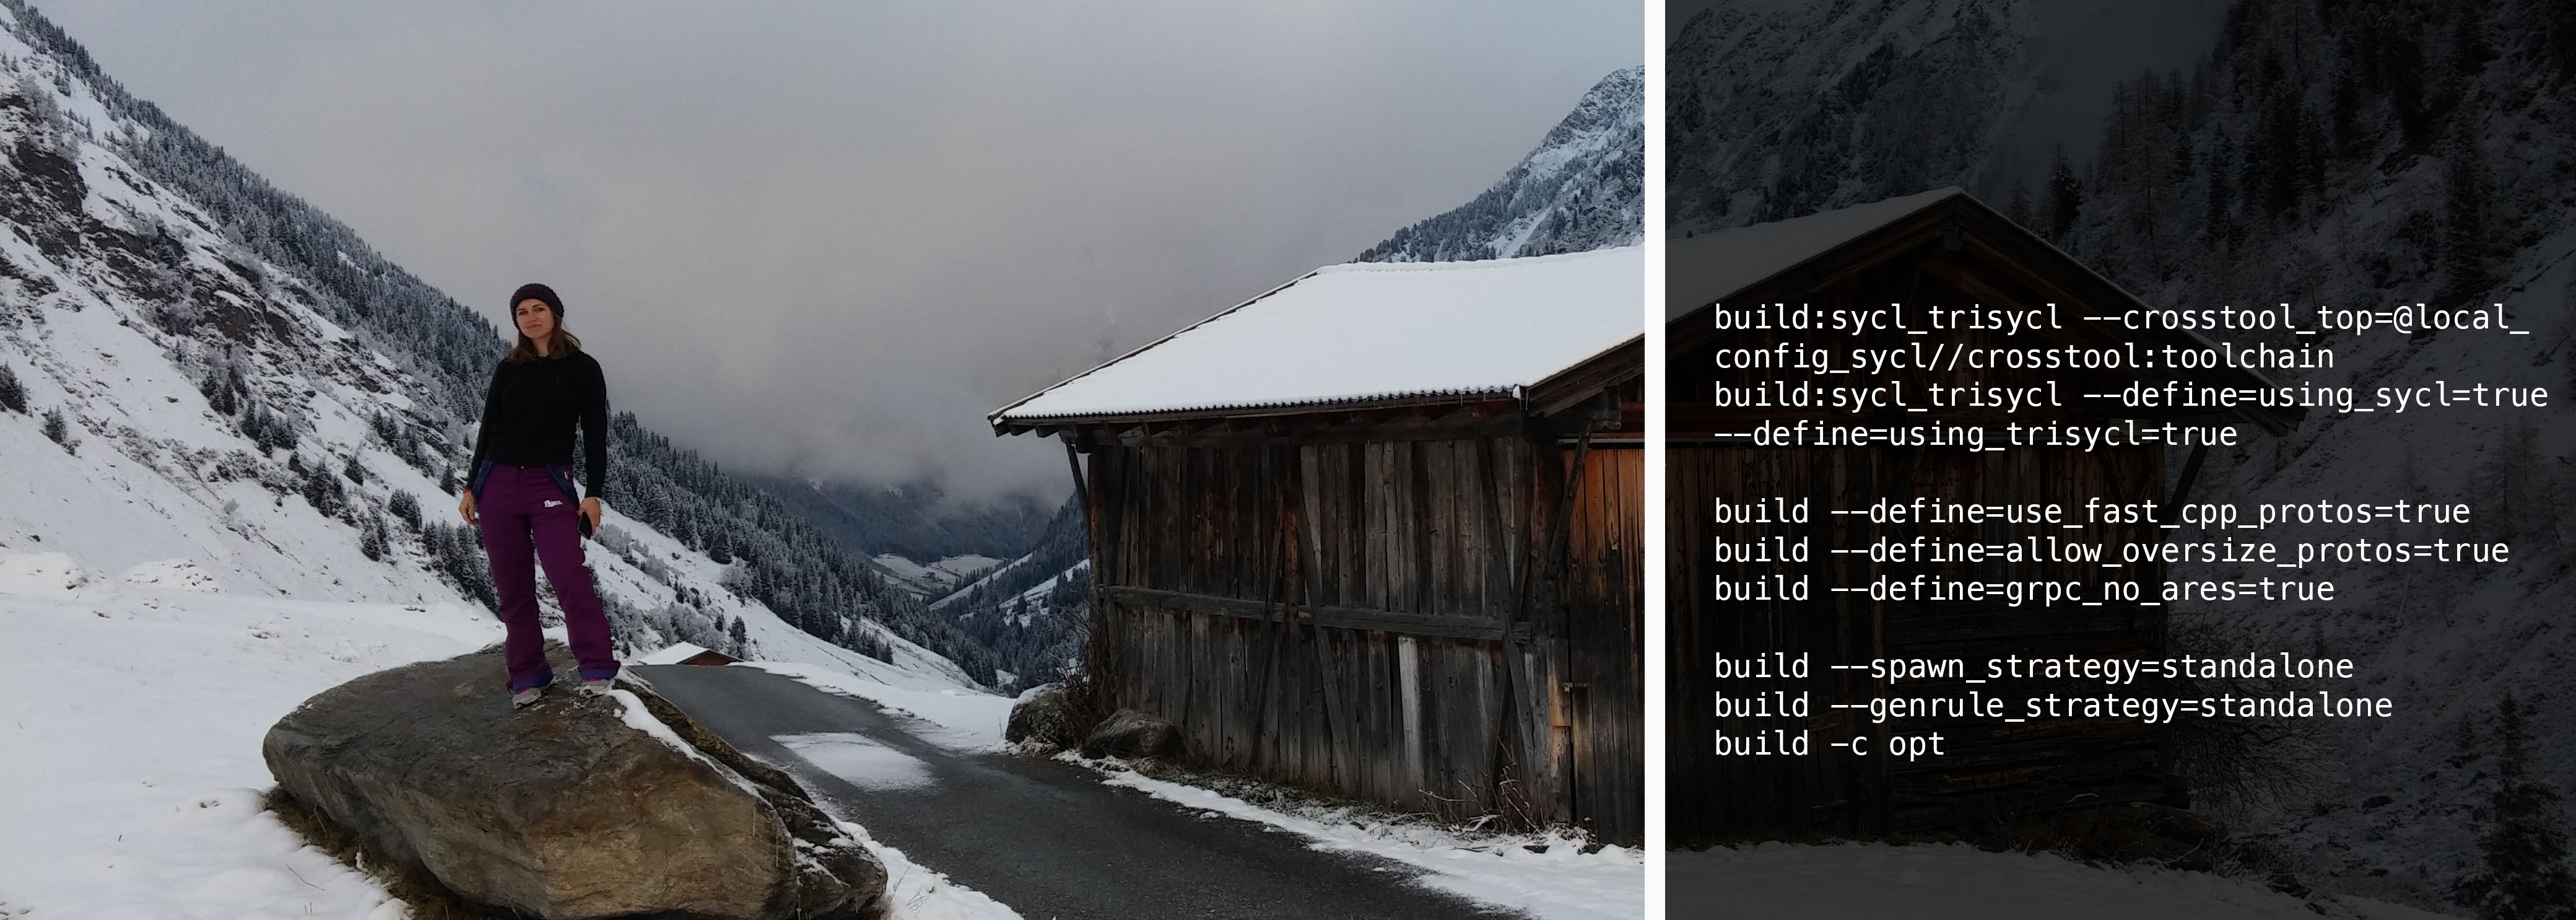 build:sycl_trisycl --crosstool_top=@local_
config_sycl//crosstool:toolchain
build:sycl_trisycl --define=using_sycl=true
--define=using_trisycl=true
build --define=use_fast_cpp_protos=true
build --define=allow_oversize_protos=true
build --define=grpc_no_ares=true
build --spawn_strategy=standalone
build --genrule_strategy=standalone
build -c opt